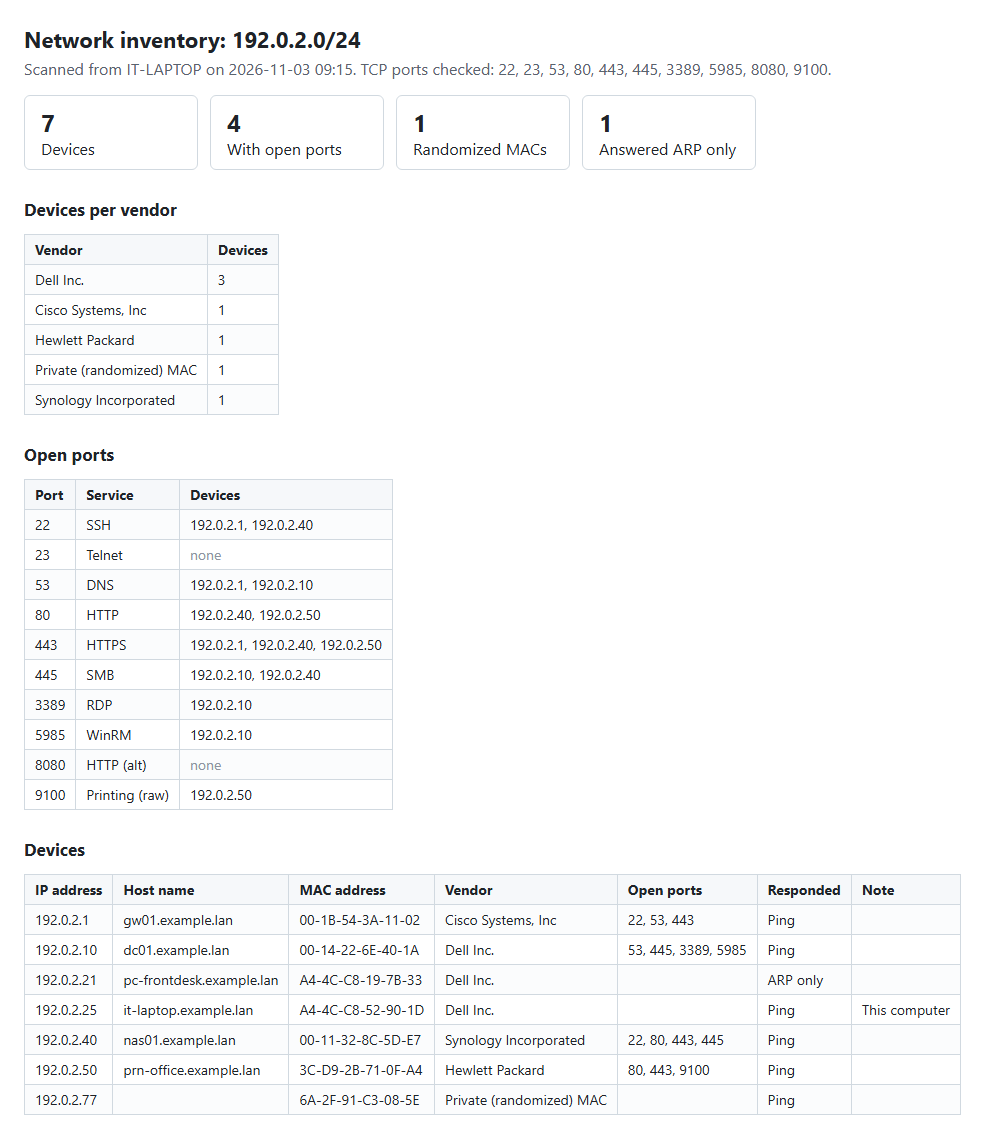 Network inventory: 192.0.2.0/24
Scanned from IT-LAPTOP on 2026-11-03 09:15. TCP ports checked: 22, 23, 53, 80, 443, 445, 3389, 5985, 8080, 9100.
7
Devices
4
With open ports
1
Randomized MACs
1
Answered ARP only
Devices per vendor
Vendor Devices
Dell Inc. 3
Cisco Systems, Inc 1
Hewlett Packard 1
Private (randomized) MAC 1
Synology Incorporated 1
Open ports
Port Service Devices
22 SSH 192.0.2.1, 192.0.2.40
23 Telnet none
53 DNS 192.0.2.1, 192.0.2.10
80 HTTP 192.0.2.40, 192.0.2.50
443 HTTPS 192.0.2.1, 192.0.2.40, 192.0.2.50
445 SMB 192.0.2.10, 192.0.2.40
3389 RDP 192.0.2.10
5985 WinRM 192.0.2.10
8080 HTTP (alt) none
9100 Printing (raw) 192.0.2.50
Devices
IP address Host name MAC address Vendor Open ports Responded Note
192.0.2.1 gw01.example.lan 00-1B-54-3A-11-02 Cisco Systems, Inc 22, 53, 443 Ping
192.0.2.10 dc01.example.lan 00-14-22-6E-40-1A Dell Inc. 53, 445, 3389, 5985 Ping
192.0.2.21 pc-frontdesk.example.lan A4-4C-C8-19-7B-33 Dell Inc. ARP only
192.0.2.25 it-laptop.example.lan A4-4C-C8-52-90-1D Dell Inc. Ping This computer
192.0.2.40 nas01.example.lan 00-11-32-8C-5D-E7 Synology Incorporated 22, 80, 443, 445 Ping
192.0.2.50 prn-office.example.lan 3C-D9-2B-71-0F-A4 Hewlett Packard 80, 443, 9100 Ping
192.0.2.77 6A-2F-91-C3-08-5E Private (randomized) MAC Ping